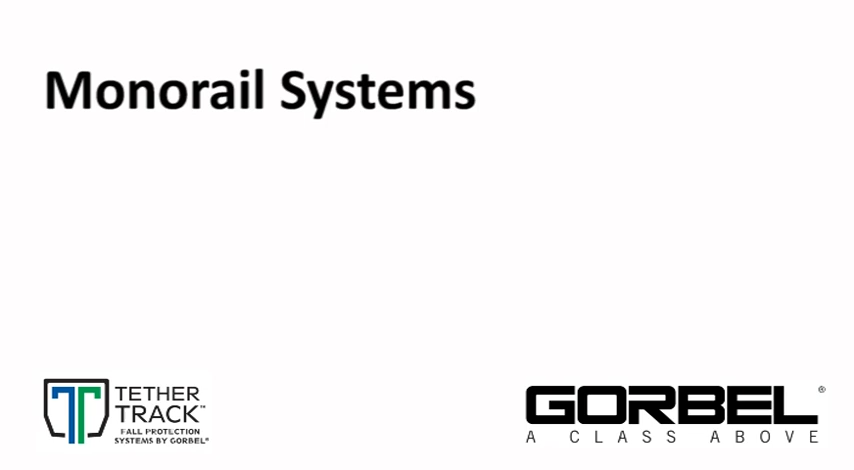 Monorail Systems
TETHER
TRACK™
FALL PROTECTION
SYSTEMS BY GORBEL®
GORBEL®
A CLASS ABOVE